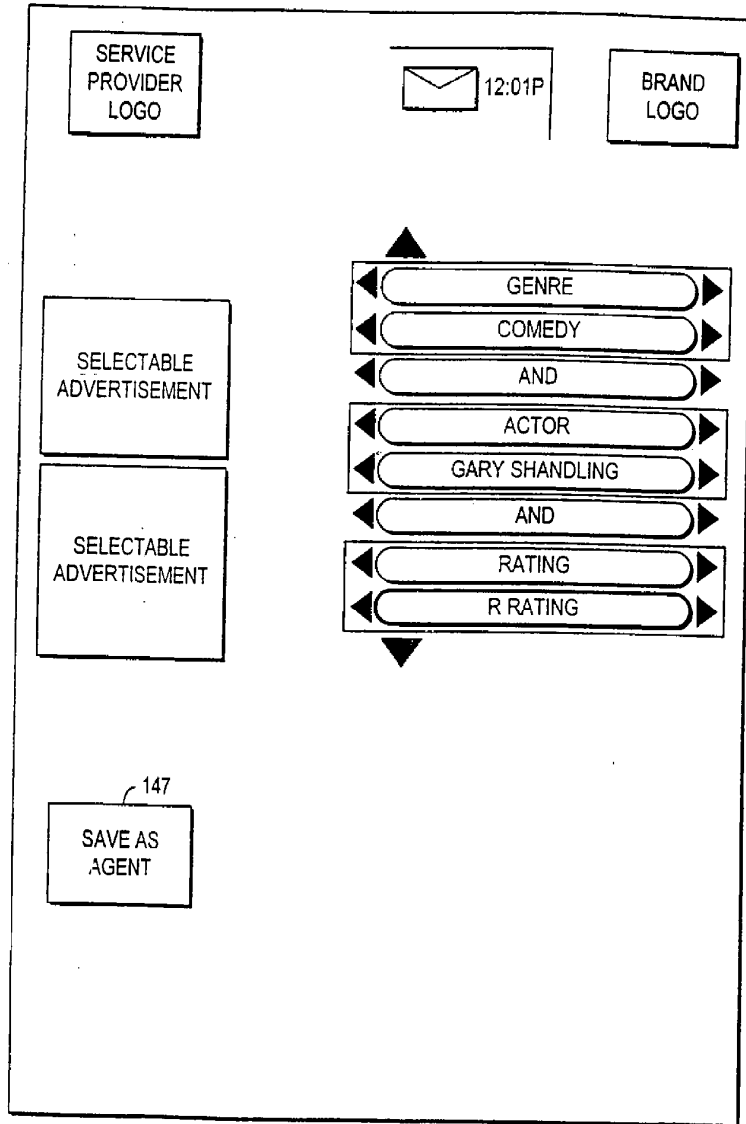 SERVICE
PROVIDER
LOGO
12:01P
BRAND
LOGO
GENRE
COMEDY
AND
ACTOR
GARY SHANDLING
AND
RATING
R RATING
SELECTABLE
ADVERTISEMENT
SELECTABLE
ADVERTISEMENT
147
SAVE AS
AGENT